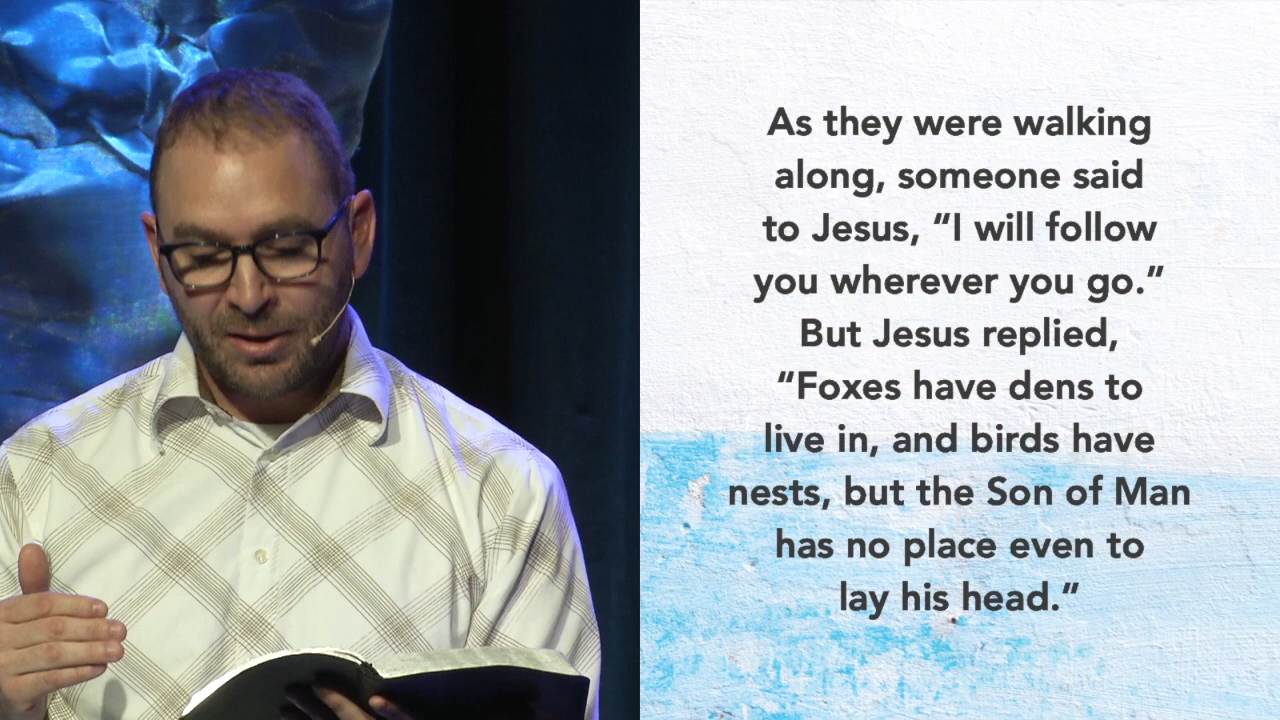 As they were walking
along, someone said
to Jesus, “I will follow
you wherever you go.”
But Jesus replied,
“Foxes have dens to
live in, and birds have
nests, but the Son of Man
has no place even to
lay his head.”